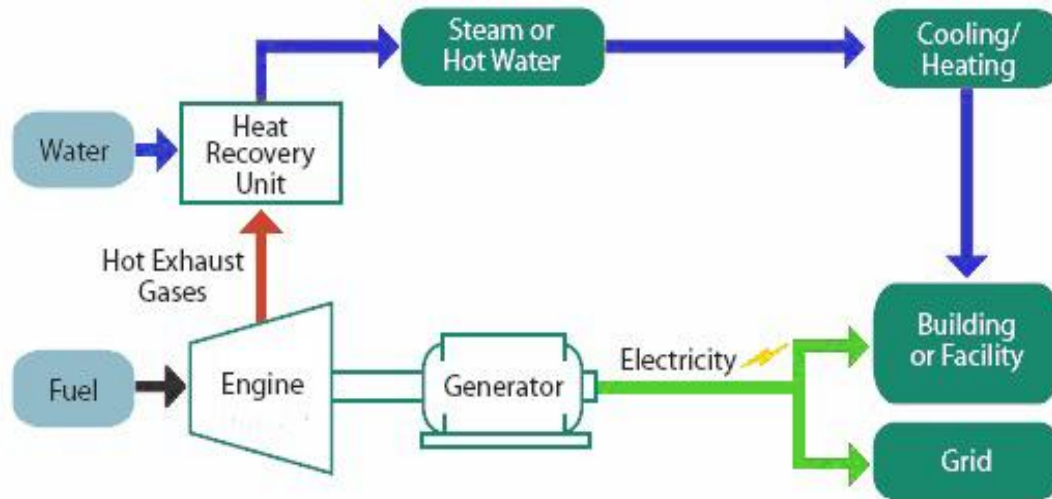 Steam or
Hot Water
Cooling/
Heating
Water
Heat
Recovery
Unit
Hot Exhaust
Gases
Fuel
Engine
Generator
Electricity
Building
or Facility
Grid